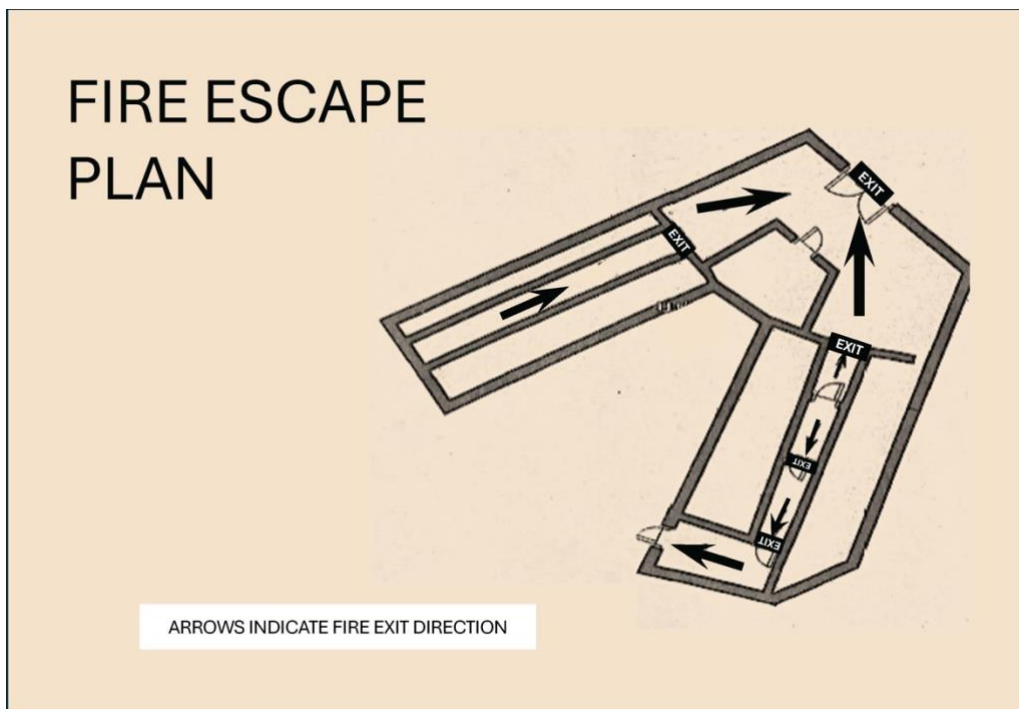 FIRE ESCAPE
PLAN
EXIT
EXIT
EXIT
EXIT
EXIT
ARROWS INDICATE FIRE EXIT DIRECTION